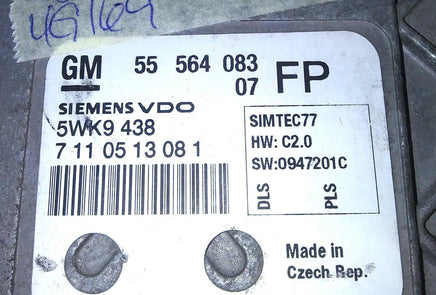 GM 55 564 083
07 FP
SIEMENS VDO
5WK9 438
7 11 05 13 08 1
SIMTEC77
HW: C2.0
SW:0947201C
DLS
PLS
Made in
Czech Rep.